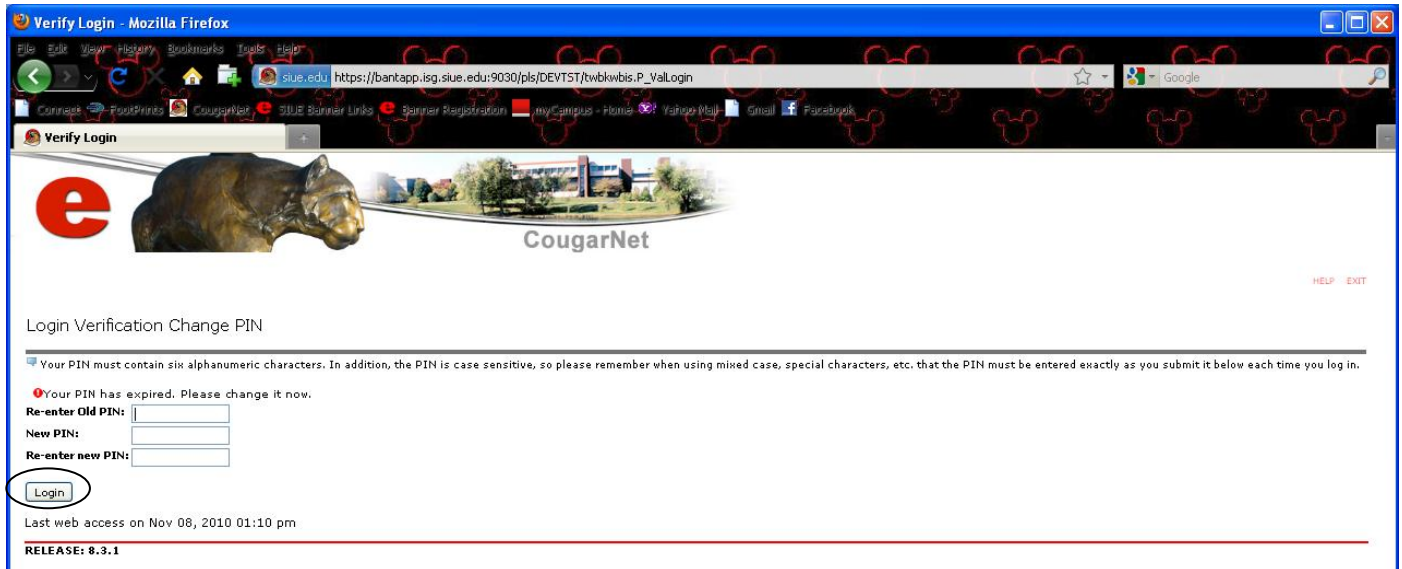 Verify Login - Mozilla Firefox
File Edit View History Bookmarks Tools Help
siue.edu https://bantapp.isg.siue.edu:9030/pls/DEVTST/twbkwbis.P_ValLogin
Google
Connect FootPrints CougarNet SIUE Banner Links Banner Registration myCampus - Home Yahoo Mail Gmail Facebook
Verify Login
e
CougarNet
HELP EXIT
Login Verification Change PIN
Your PIN must contain six alphanumeric characters. In addition, the PIN is case sensitive, so please remember when using mixed case, special characters, etc. that the PIN must be entered exactly as you submit it below each time you log in.
Your PIN has expired. Please change it now.
Re-enter Old PIN:
New PIN:
Re-enter new PIN:
Login
Last web access on Nov 08, 2010 01:10 pm
RELEASE: 8.3.1